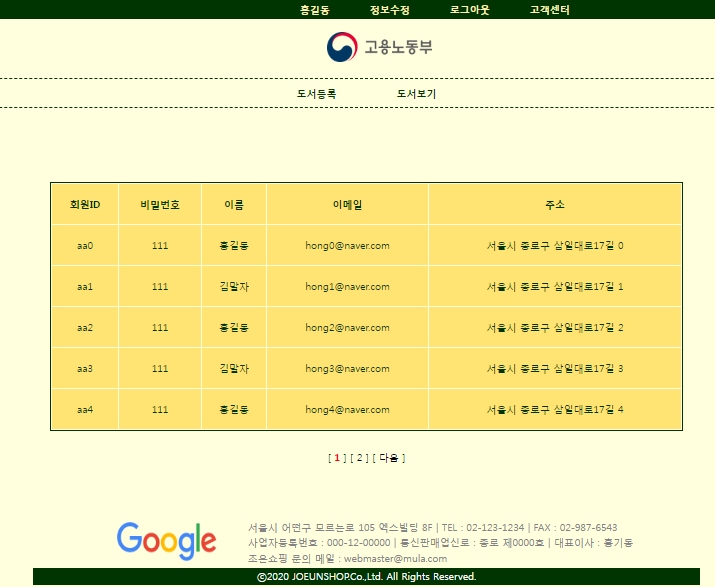 홍길동 정보수정 로그아웃 고객센터
고용노동부
도서등록 도서보기
회원ID 비밀번호 이름 이메일 주소
aa0 111 홍길동 hong0@naver.com 서울시 종로구 삼일대로17길 0
aa1 111 김말자 hong1@naver.com 서울시 종로구 삼일대로17길 1
aa2 111 홍길동 hong2@naver.com 서울시 종로구 삼일대로17길 2
aa3 111 김말자 hong3@naver.com 서울시 종로구 삼일대로17길 3
aa4 111 홍길동 hong4@naver.com 서울시 종로구 삼일대로17길 4
[ 1 ] [ 2 ] [ 다음 ]
Google
서울시 어쩐구 모르는로 105 엑스빌딩 8F | TEL : 02-123-1234 | FAX : 02-987-6543
사업자등록번호 : 000-12-00000 | 통신판매업신로 : 종로 제0000호 | 대표이사 : 홍기동
조은쇼핑 문의 메일 : webmaster@mula.com
©2020 JOEUNSHOP.Co.,Ltd. All Rights Reserved.